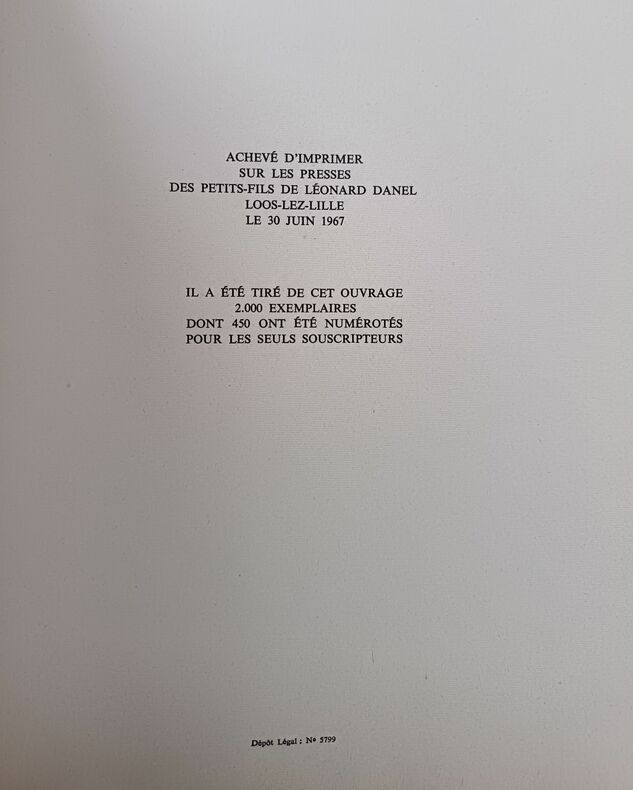 ACHEVÉ D'IMPRIMER
SUR LES PRESSES
DES PETITS-FILS DE LÉONARD DANEL
LOOS-LEZ-LILLE
LE 30 JUIN 1967
IL A ÉTÉ TIRÉ DE CET OUVRAGE
2.000 EXEMPLAIRES
DONT 450 ONT ÉTÉ NUMÉROTÉS
POUR LES SEULS SOUSCRIPTEURS
Dépôt Légal : Nº 5799